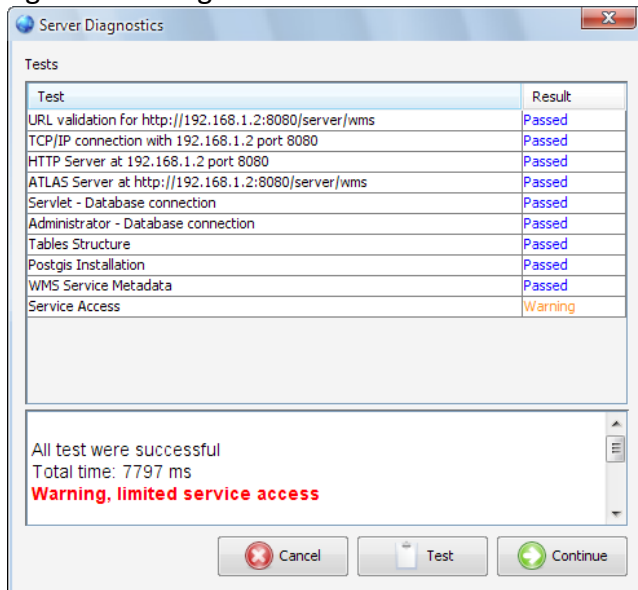 Server Diagnostics
Tests
Test Result
URL validation for http://192.168.1.2:8080/server/wms Passed
TCP/IP connection with 192.168.1.2 port 8080 Passed
HTTP Server at 192.168.1.2 port 8080 Passed
ATLAS Server at http://192.168.1.2:8080/server/wms Passed
Servlet - Database connection Passed
Administrator - Database connection Passed
Tables Structure Passed
Postgis Installation Passed
WMS Service Metadata Passed
Service Access Warning
All test were successful
Total time: 7797 ms
Warning, limited service access
Cancel Test Continue